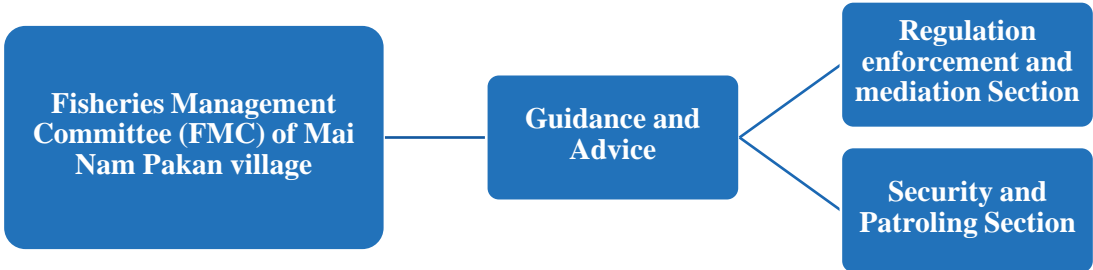 Fisheries Management
Committee (FMC) of Mai
Nam Pakan village
Guidance and
Advice
Regulation
enforcement and
mediation Section
Security and
Patroling Section